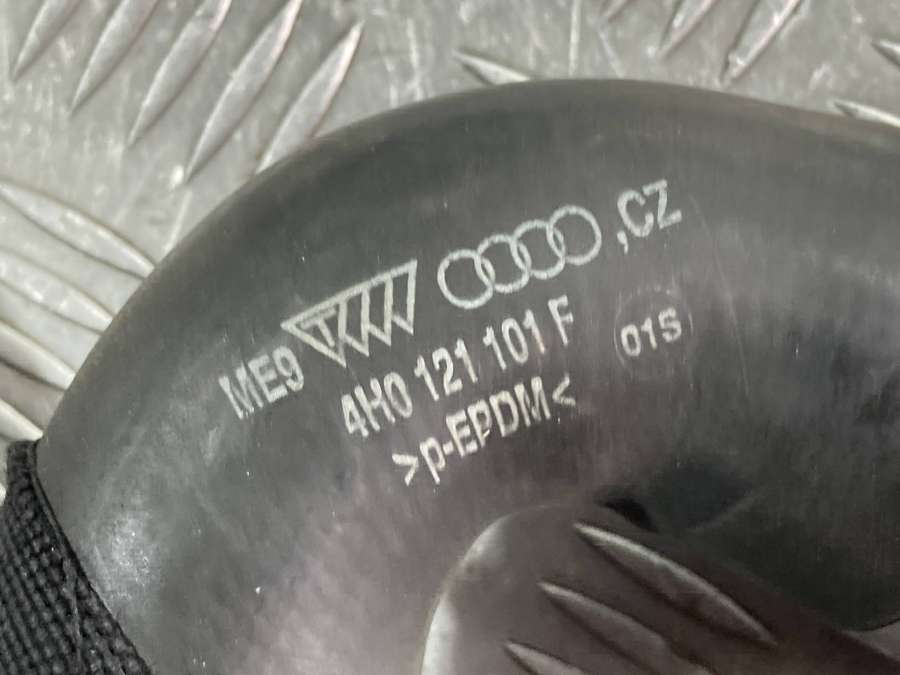 ME9 ,CZ
4H0 121 101 F 01S
>p-EPDM<